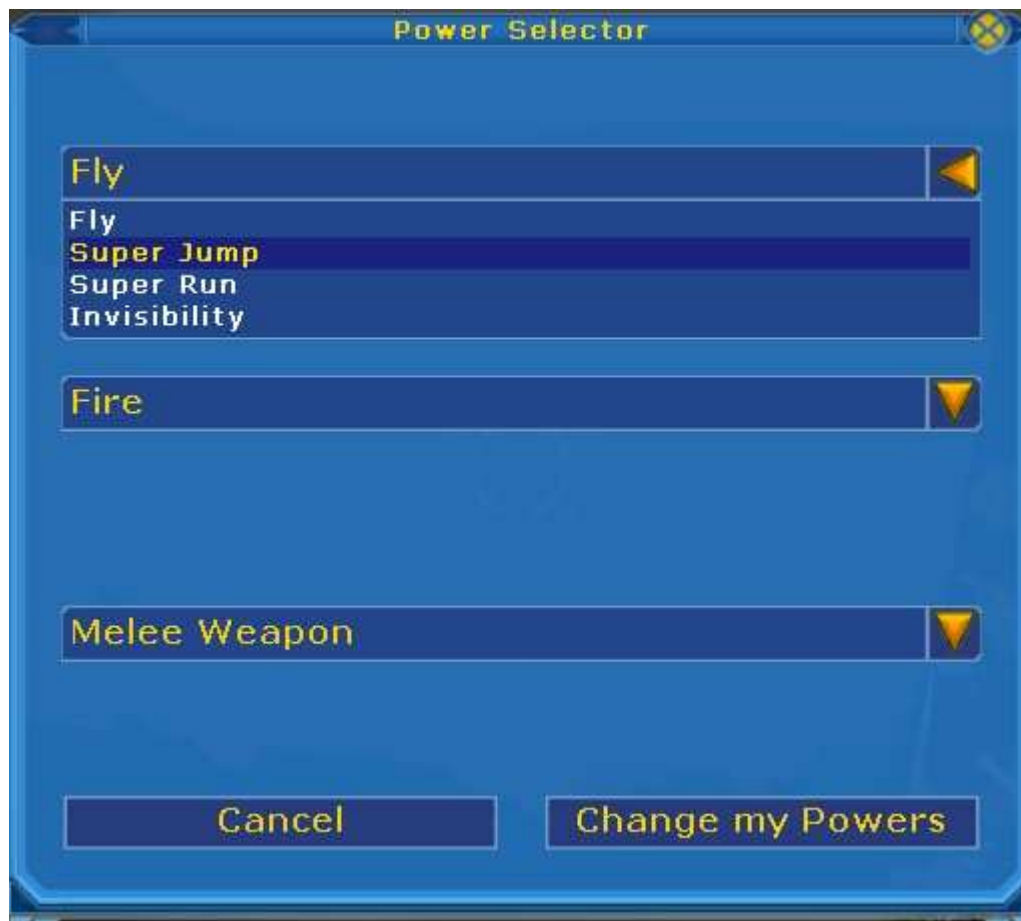 Power Selector
Fly
Fly
Super Jump
Super Run
Invisibility
Fire
Melee Weapon
Cancel
Change my Powers